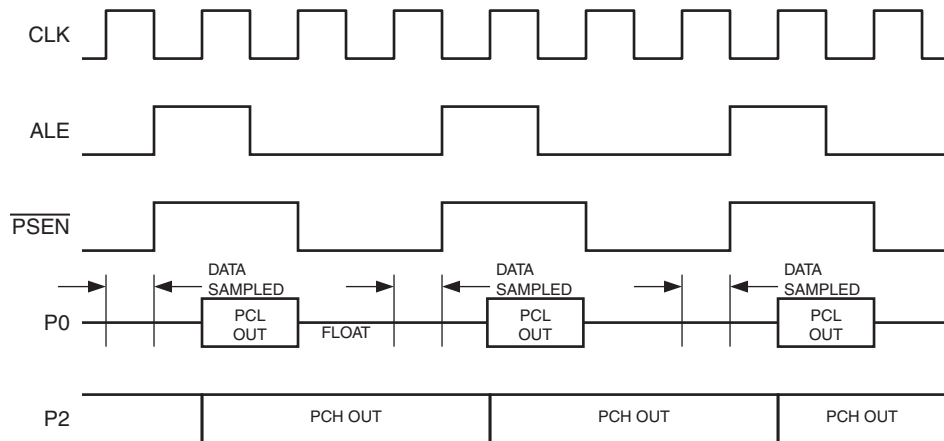 CLK
ALE
PSEN
DATA
SAMPLED
DATA
SAMPLED
DATA
SAMPLED
P0
PCL
OUT
FLOAT
PCL
OUT
PCL
OUT
P2
PCH OUT
PCH OUT
PCH OUT